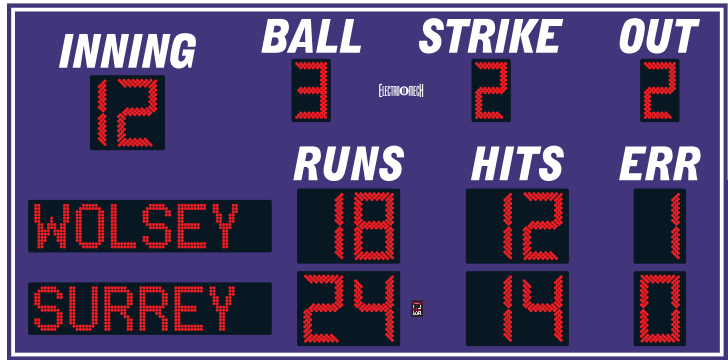 INNING BALL STRIKE OUT
12 3 ELECTRO-MECH 2 2
RUNS HITS ERR
WOLSEY 18 12 1
SURREY 24 14 0